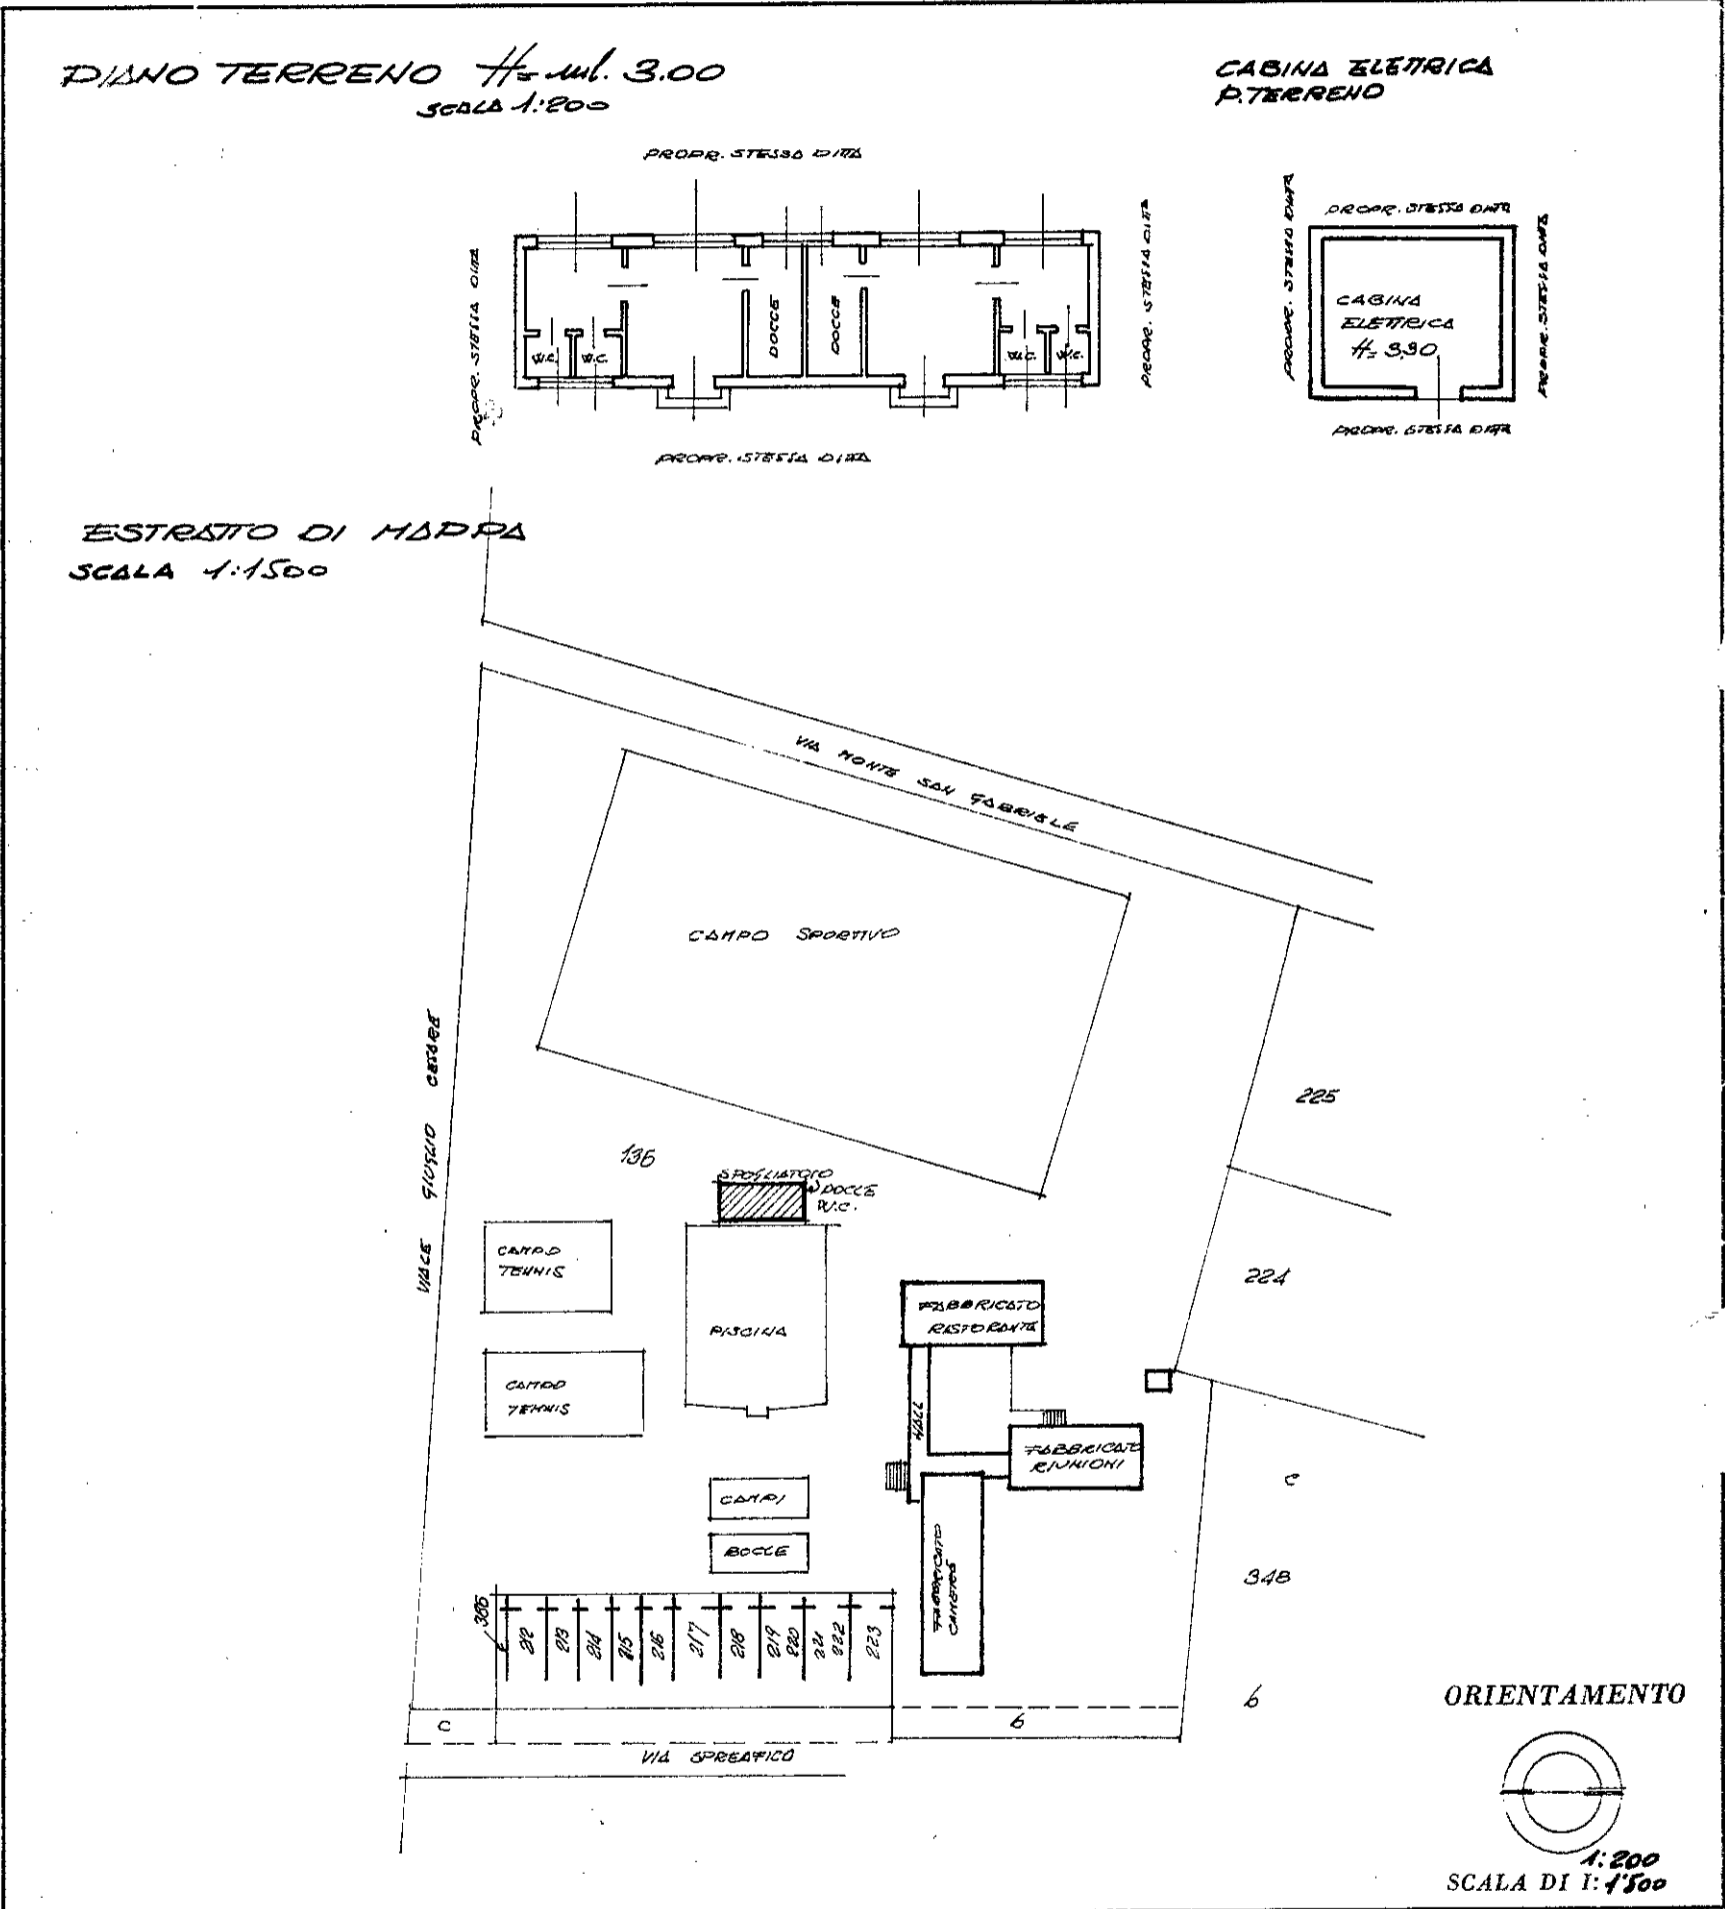 PIANO TERRENO H= ml. 3.00
SCALA 1:200
CABINA ELETTRICA
P. TERRENO
PROPR. STESSA DITTA
PROPR. STESSA DITTA
PROPR. STESSA DITTA
PROPR. STESSA DITTA
W.C.
W.C.
DOCCE
DOCCE
W.C.
W.C.
PROPR. STESSA DITTA
PROPR. STESSA DITTA
PROPR. STESSA DITTA
CABINA
ELETTRICA
H= 3,30
PROPR. STESSA DITTA
ESTRATTO DI MAPPA
SCALA 1:1500
VIA MONTE SAN GABRIELE
CAMPO SPORTIVO
VIALE GIUGLIO CESARE
225
136
SPOGLIATOIO
DOCCE
W.C.
CAMPO
TENNIS
224
FABBRICATO
RISTORANTE
PISCINA
CAMPO
TENNIS
HALL
FABBRICATO
RIUNIONI
c
CAMPI
BOCCE
FABBRICATO
CAMERE
348
386
212
213
214
215
216
217
218
219
220
221
222
223
b
c
b
VIA SPREAFICO
ORIENTAMENTO
1:200
SCALA DI 1: 1500